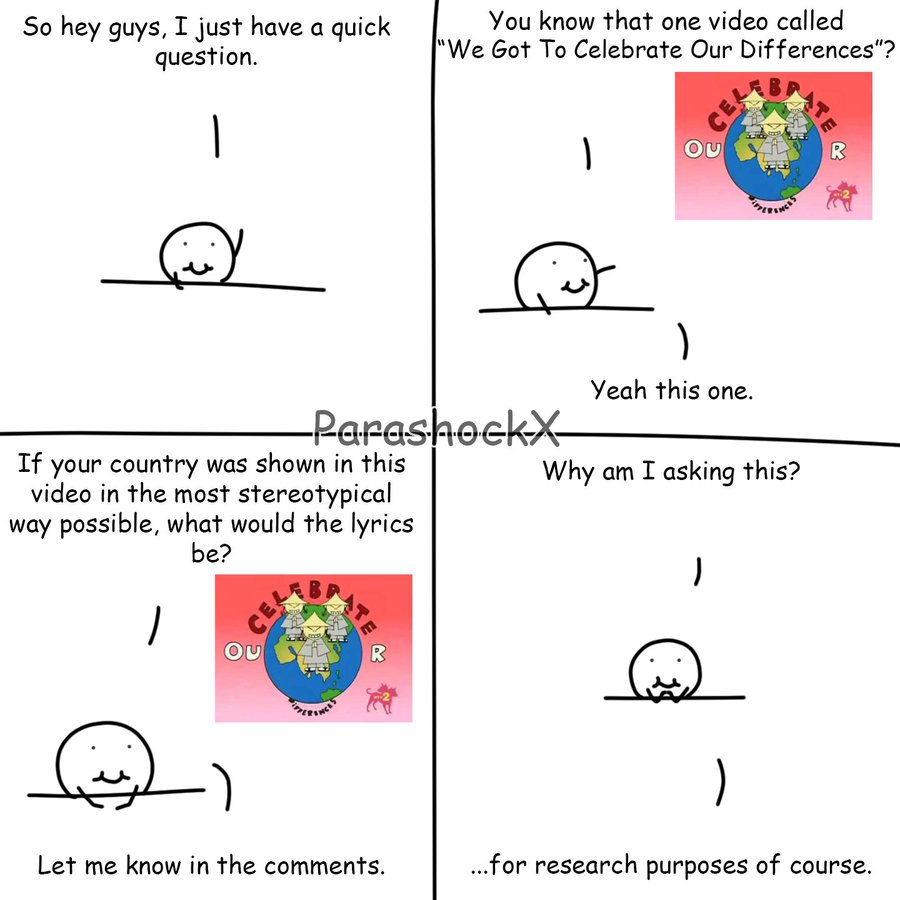 So hey guys, I just have a quick
question.
You know that one video called
“We Got To Celebrate Our Differences”?
CELEBRATE
OU R
DIFFERENCES
2
Yeah this one.
ParashockX
If your country was shown in this
video in the most stereotypical
way possible, what would the lyrics
be?
CELEBRATE
OU R
DIFFERENCES
2
Let me know in the comments.
Why am I asking this?
...for research purposes of course.